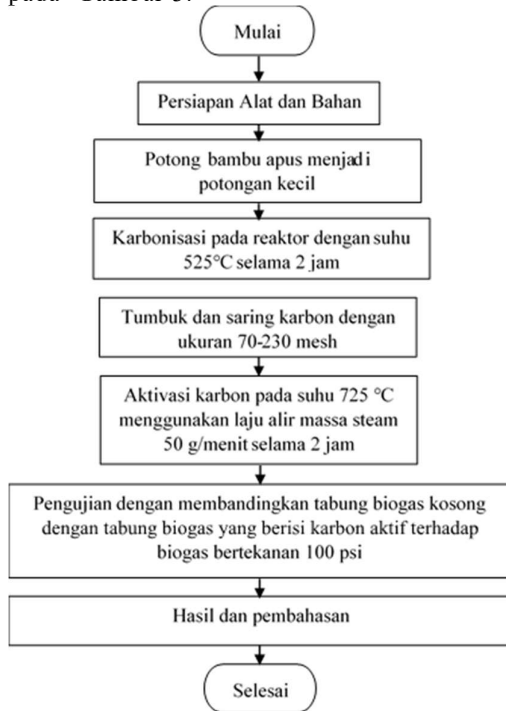 Mulai
Persiapan Alat dan Bahan
Potong bambu apus menjadi
potongan kecil
Karbonisasi pada reaktor dengan suhu
525°C selama 2 jam
Tumbuk dan saring karbon dengan
ukuran 70-230 mesh
Aktivasi karbon pada suhu 725 °C
menggunakan laju alir massa steam
50 g/menit selama 2 jam
Pengujian dengan membandingkan tabung biogas kosong
dengan tabung biogas yang berisi karbon aktif terhadap
biogas bertekanan 100 psi
Hasil dan pembahasan
Selesai